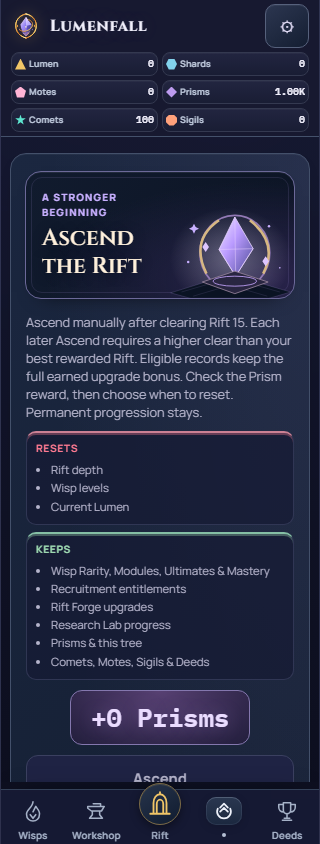 Lumenfall
Lumen 0
Shards 0
Motes 0
Prisms 1.00K
Comets 100
Sigils 0
A STRONGER
BEGINNING
Ascend
the Rift
Ascend manually after clearing Rift 15. Each
later Ascend requires a higher clear than your
best rewarded Rift. Eligible records keep the
full earned upgrade bonus. Check the Prism
reward, then choose when to reset.
Permanent progression stays.
RESETS
• Rift depth
• Wisp levels
• Current Lumen
KEEPS
• Wisp Rarity, Modules, Ultimates & Mastery
• Recruitment entitlements
• Rift Forge upgrades
• Research Lab progress
• Prisms & this tree
• Comets, Motes, Sigils & Deeds
+0 Prisms
Ascend
Wisps
Workshop
Rift
Deeds